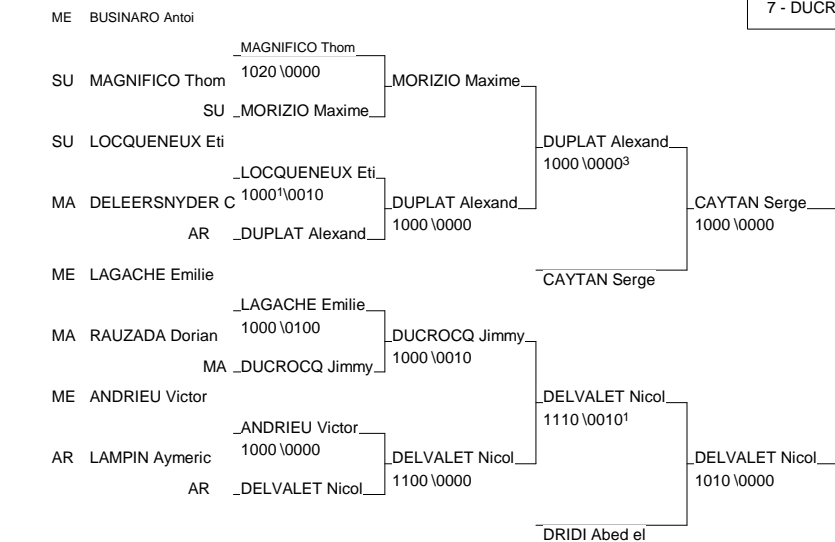 7 - DUCR
ME BUSINARO Antoi
MAGNIFICO Thom
SU MAGNIFICO Thom 1020 \0000 MORIZIO Maxime
SU MORIZIO Maxime
SU LOCQUENEUX Eti DUPLAT Alexand
1000 \0000³
LOCQUENEUX Eti
MA DELEERSNYDER C 1000¹\0010 DUPLAT Alexand CAYTAN Serge
1000 \0000 1000 \0000
AR DUPLAT Alexand
ME LAGACHE Emilie CAYTAN Serge
LAGACHE Emilie
MA RAUZADA Dorian 1000 \0100 DUCROCQ Jimmy
1000 \0010
MA DUCROCQ Jimmy
ME ANDRIEU Victor DELVALET Nicol
1110 \0010¹
ANDRIEU Victor
AR LAMPIN Aymeric 1000 \0000 DELVALET Nicol DELVALET Nicol
1100 \0000 1010 \0000
AR DELVALET Nicol
DRIDI Abed el